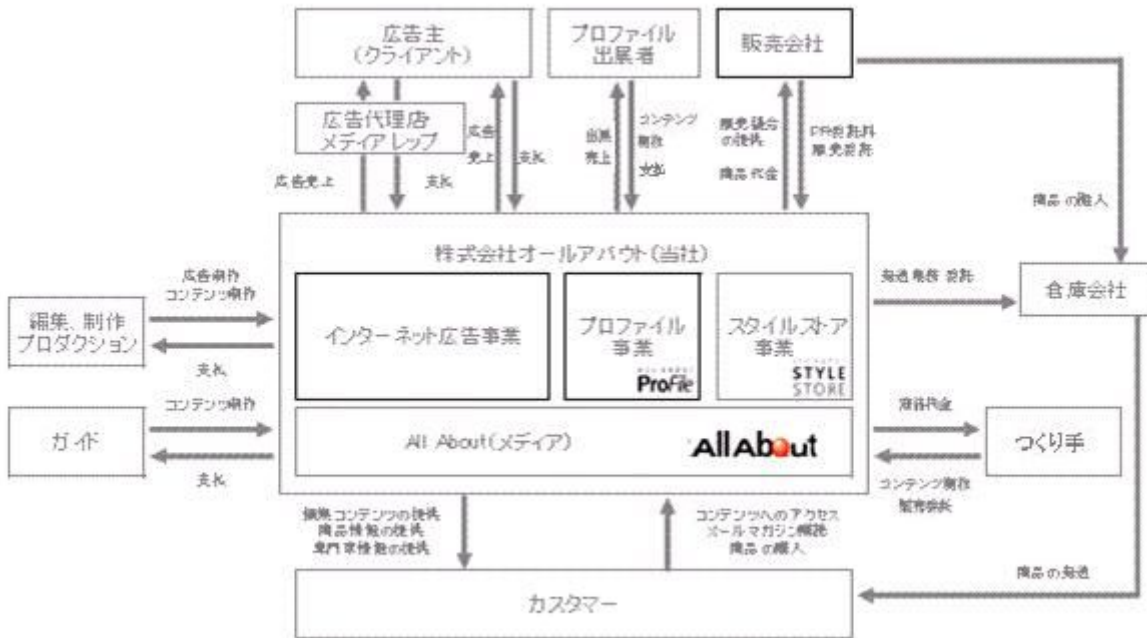 広告主
(クライアント)
プロファイル
出展者
販売会社
広告代理店
メディアレップ
広告売上
支払
広告
売上
支払
出展
売上
コンテンツ
制作
支払
販売機会
の提供
商品代金
PR委託料
販売委託
商品の購入
株式会社オールアバウト(当社)
広告制作
コンテンツ制作
発送業務委託
倉庫会社
編集、制作
プロダクション
支払
インターネット広告事業
プロファイル
事業
ProFile
スタイルストア
事業
STYLE
STORE
コンテンツ制作
ガイド
支払
All About(メディア)
AllAbout
商品代金
つくり手
コンテンツ制作
販売委託
編集コンテンツの提供
商品情報の提供
専門家情報の提供
コンテンツへのアクセス
メールマガジン購読
商品の購入
商品の発送
カスタマー